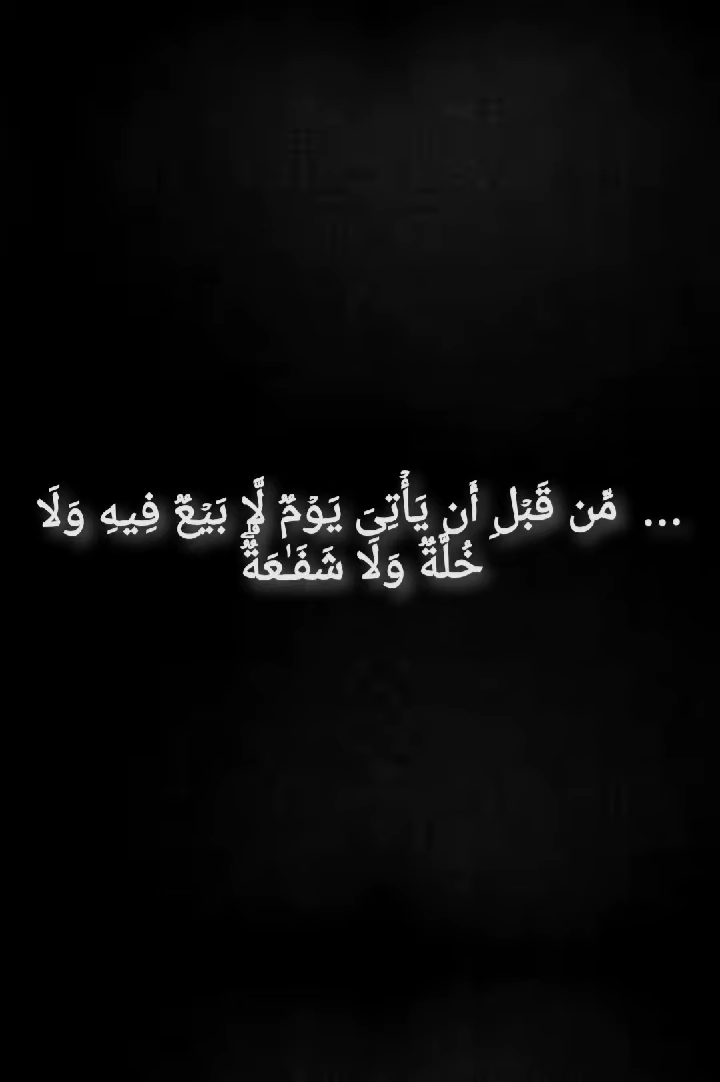 ... مِّن قَبْلِ أَن يَأْتِىَ يَوْمٌ لَّا بَيْعٌ فِيهِ وَلَا
خُلَّةٌ وَلَا شَفَـٰعَةٌ ۗ